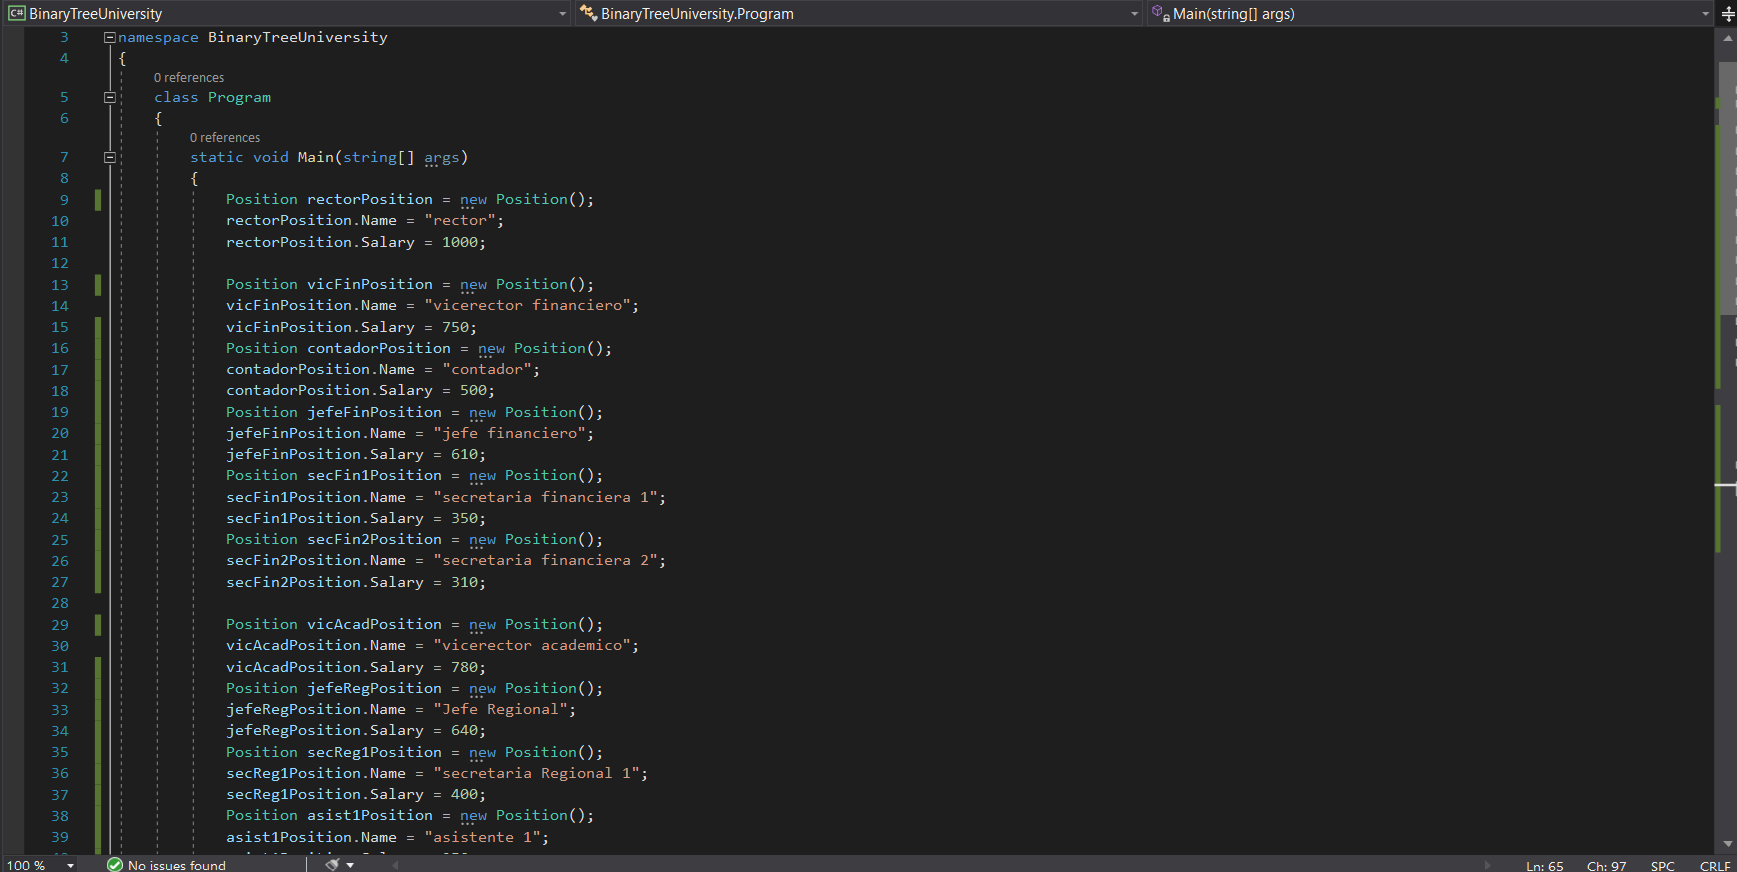 BinaryTreeUniversity BinaryTreeUniversity.Program Main(string[] args)
3 namespace BinaryTreeUniversity
4 {
0 references
5 class Program
6 {
0 references
7 static void Main(string[] args)
8 {
9 Position rectorPosition = new Position();
10 rectorPosition.Name = "rector";
11 rectorPosition.Salary = 1000;
12
13 Position vicFinPosition = new Position();
14 vicFinPosition.Name = "vicerector financiero";
15 vicFinPosition.Salary = 750;
16 Position contadorPosition = new Position();
17 contadorPosition.Name = "contador";
18 contadorPosition.Salary = 500;
19 Position jefeFinPosition = new Position();
20 jefeFinPosition.Name = "jefe financiero";
21 jefeFinPosition.Salary = 610;
22 Position secFin1Position = new Position();
23 secFin1Position.Name = "secretaria financiera 1";
24 secFin1Position.Salary = 350;
25 Position secFin2Position = new Position();
26 secFin2Position.Name = "secretaria financiera 2";
27 secFin2Position.Salary = 310;
28
29 Position vicAcadPosition = new Position();
30 vicAcadPosition.Name = "vicerector academico";
31 vicAcadPosition.Salary = 780;
32 Position jefeRegPosition = new Position();
33 jefeRegPosition.Name = "Jefe Regional";
34 jefeRegPosition.Salary = 640;
35 Position secReg1Position = new Position();
36 secReg1Position.Name = "secretaria Regional 1";
37 secReg1Position.Salary = 400;
38 Position asist1Position = new Position();
39 asist1Position.Name = "asistente 1";
100 % No issues found Ln: 65 Ch: 97 SPC CRLF